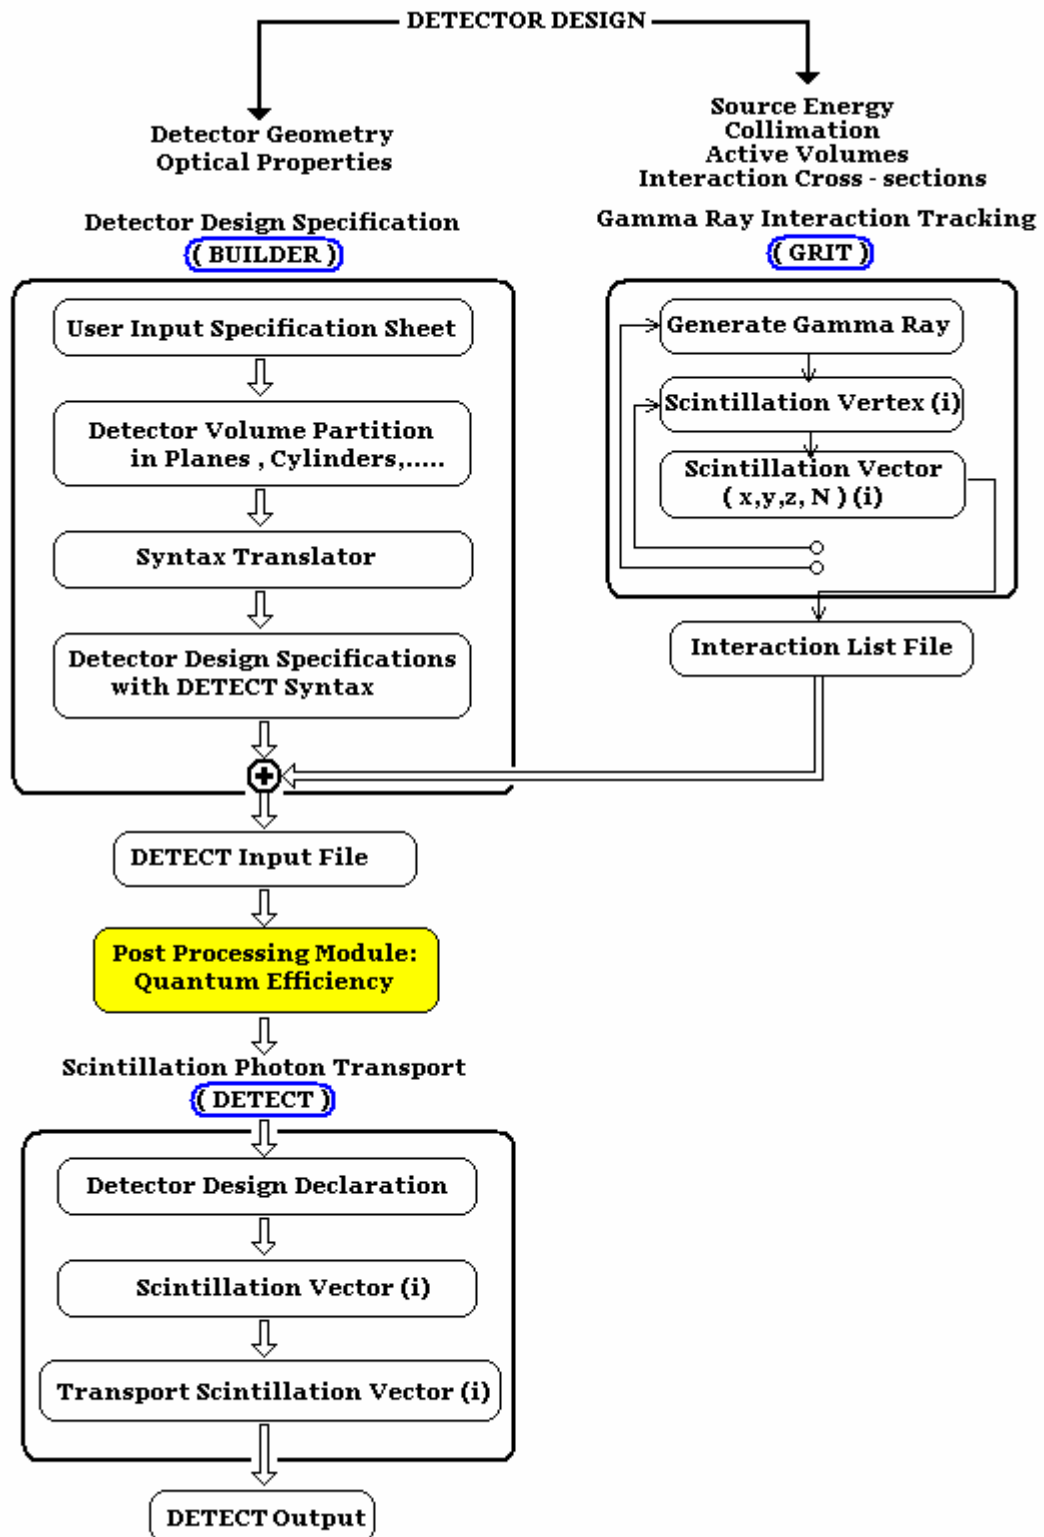 DETECTOR DESIGN
Detector Geometry
Optical Properties
Source Energy
Collimation
Active Volumes
Interaction Cross - sections
Detector Design Specification
( BUILDER )
Gamma Ray Interaction Tracking
( GRIT )
User Input Specification Sheet
Detector Volume Partition
in Planes , Cylinders,.....
Syntax Translator
Detector Design Specifications
with DETECT Syntax
Generate Gamma Ray
Scintillation Vertex (i)
Scintillation Vector
( x,y,z, N ) (i)
Interaction List File
+
DETECT Input File
Post Processing Module:
Quantum Efficiency
Scintillation Photon Transport
( DETECT )
Detector Design Declaration
Scintillation Vector (i)
Transport Scintillation Vector (i)
DETECT Output